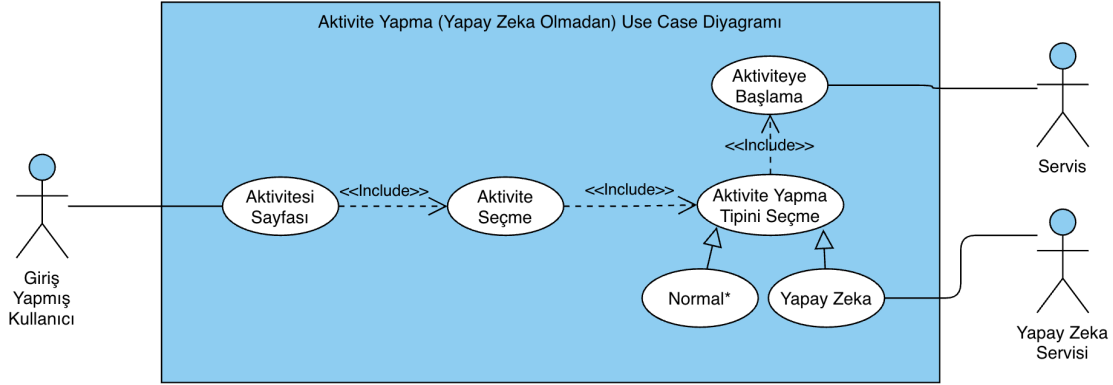 Aktivite Yapma (Yapay Zeka Olmadan) Use Case Diyagramı
Aktiviteye
Başlama
<<Include>>
Servis
Giriş
Yapmış
Kullanıcı
Aktivitesi
Sayfası
<<Include>>
Aktivite
Seçme
<<Include>>
Aktivite Yapma
Tipini Seçme
Normal*
Yapay Zeka
Yapay Zeka
Servisi